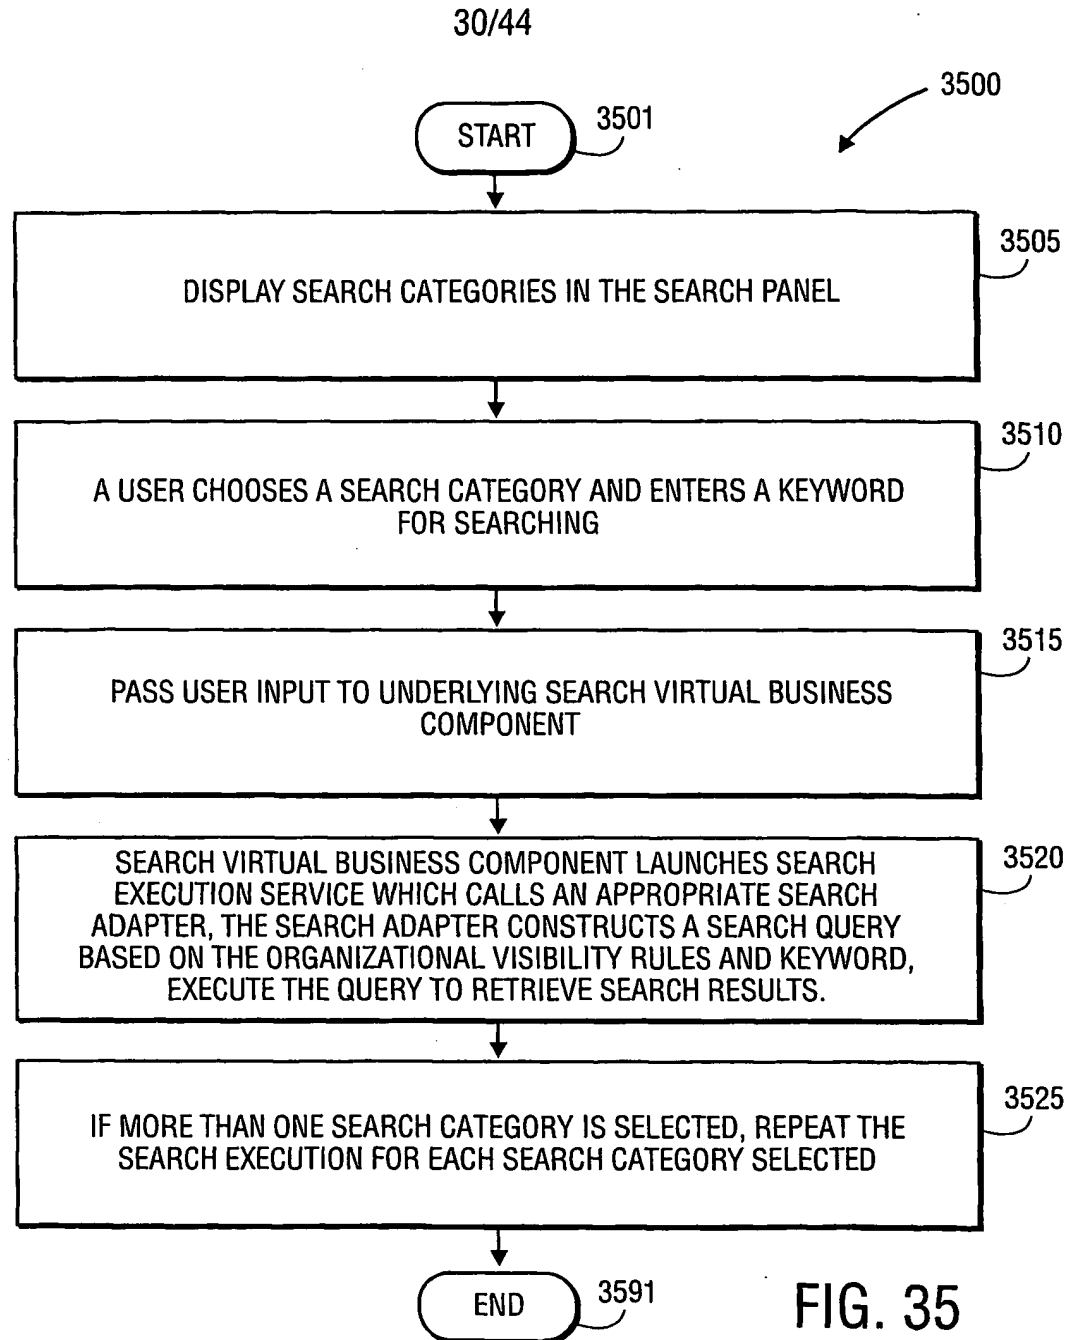 30/44
3500
START
3501
DISPLAY SEARCH CATEGORIES IN THE SEARCH PANEL
3505
A USER CHOOSES A SEARCH CATEGORY AND ENTERS A KEYWORD
FOR SEARCHING
3510
PASS USER INPUT TO UNDERLYING SEARCH VIRTUAL BUSINESS
COMPONENT
3515
SEARCH VIRTUAL BUSINESS COMPONENT LAUNCHES SEARCH
EXECUTION SERVICE WHICH CALLS AN APPROPRIATE SEARCH
ADAPTER, THE SEARCH ADAPTER CONSTRUCTS A SEARCH QUERY
BASED ON THE ORGANIZATIONAL VISIBILITY RULES AND KEYWORD,
EXECUTE THE QUERY TO RETRIEVE SEARCH RESULTS.
3520
IF MORE THAN ONE SEARCH CATEGORY IS SELECTED, REPEAT THE
SEARCH EXECUTION FOR EACH SEARCH CATEGORY SELECTED
3525
END
3591
FIG. 35